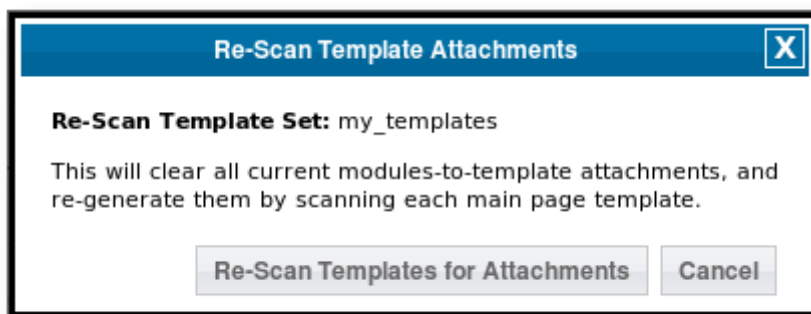 Re-Scan Template Attachments X
Re-Scan Template Set: my_templates
This will clear all current modules-to-template attachments, and
re-generate them by scanning each main page template.
Re-Scan Templates for Attachments Cancel